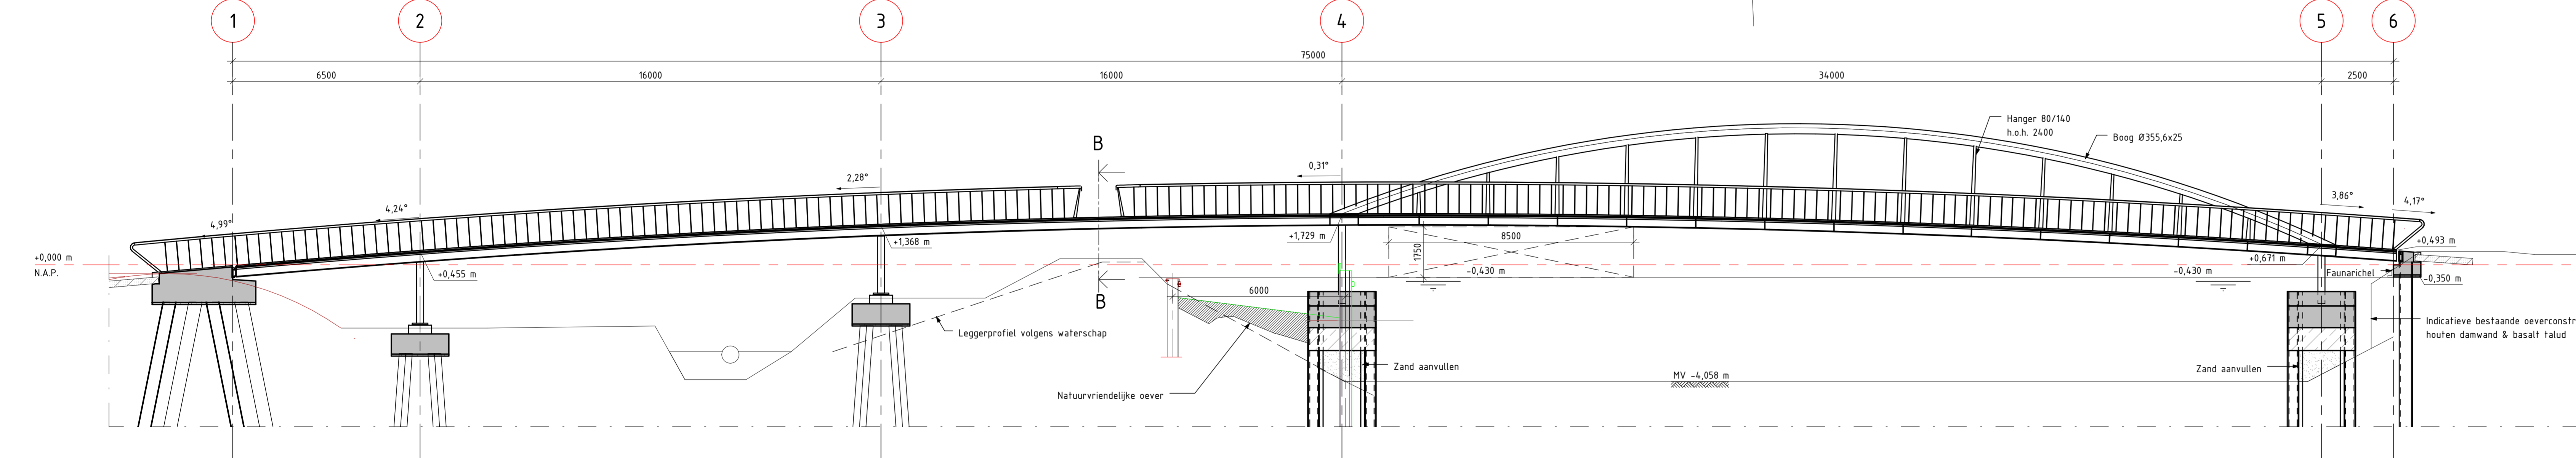 1 2 3 4 5 6
75000
6500 16000 16000 34000 2500
Hanger 80/140
h.o.h. 2400
Boog Ø355,6x25
B
0,31°
2,28°
4,24°
4,99°
3,86°
4,17°
+1,729 m
8500
1750
+1,368 m
+0,493 m
+0,000 m
N.A.P.
+0,455 m
-0,430 m
-0,430 m
+0,671 m
Faunarichel
-0,350 m
B
6000
Leggerprofiel volgens waterschap
Indicatieve bestaande oeverconstr
houten damwand & basalt talud
Zand aanvullen
Zand aanvullen
MV -4,058 m
Natuurvriendelijke oever